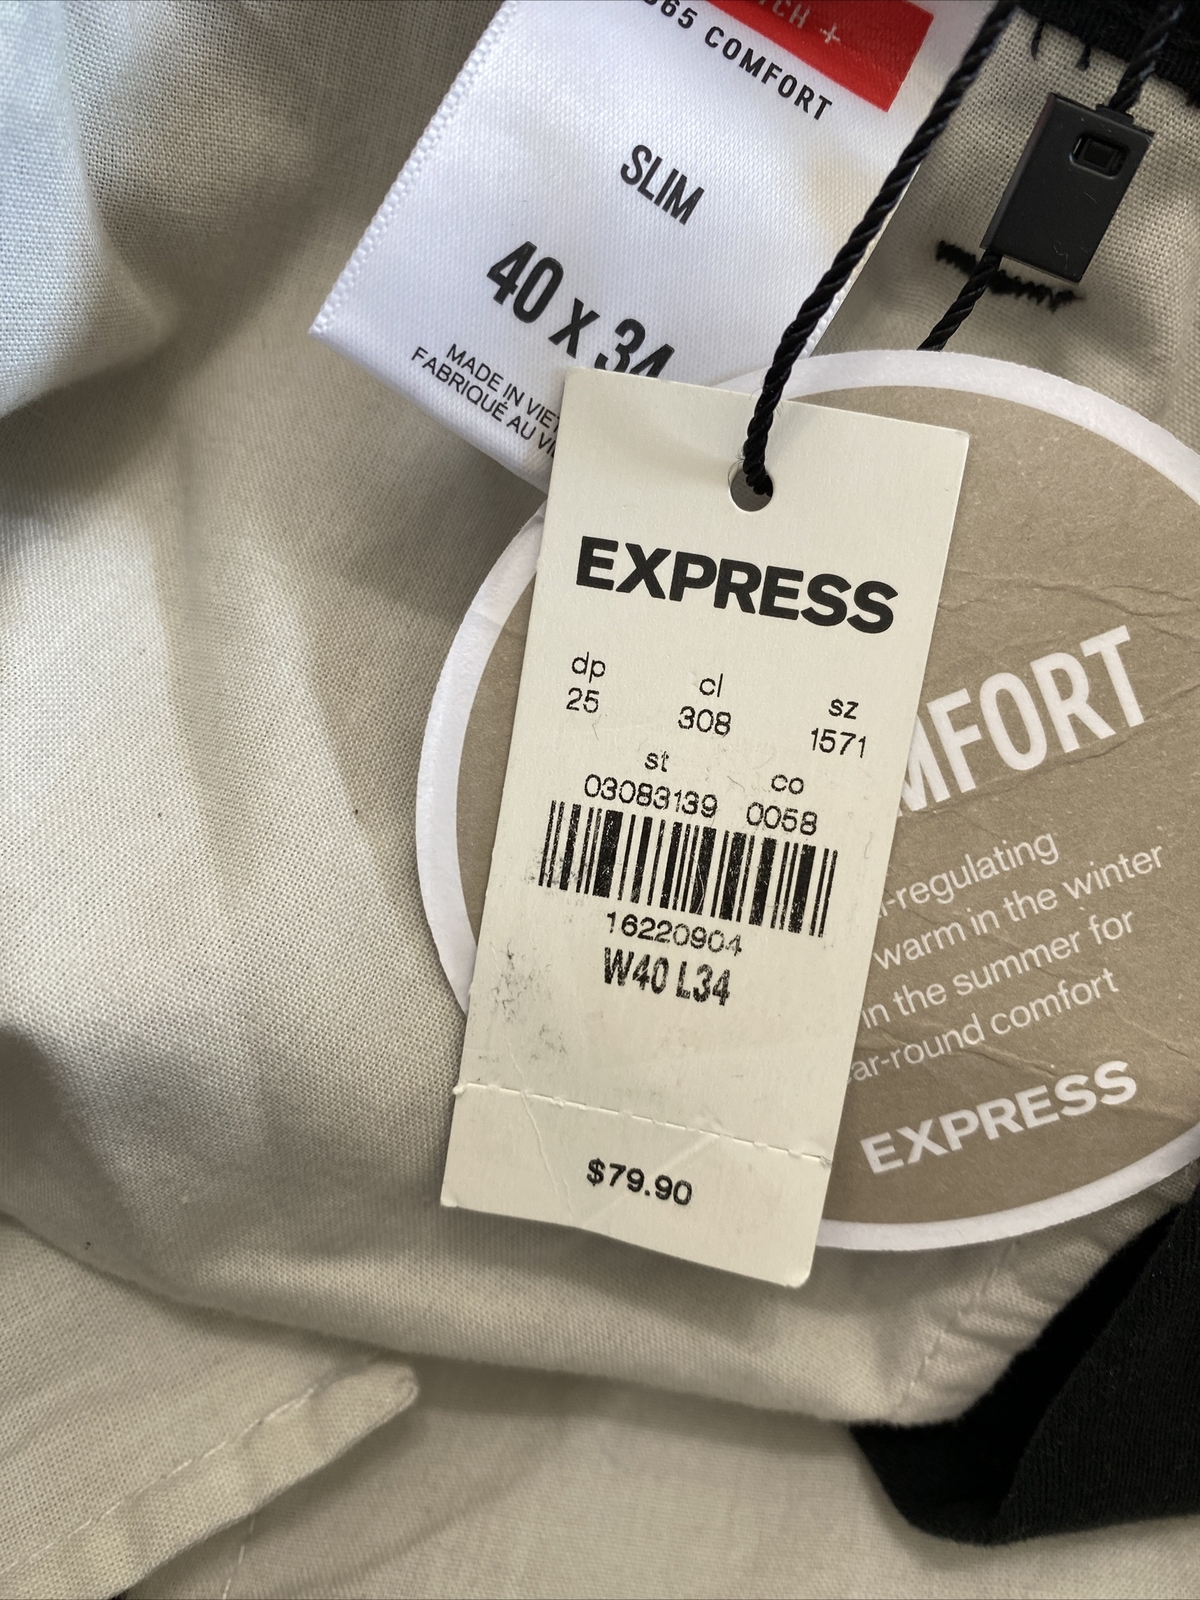 365 COMFORT
SLIM
40 x 34
MADE IN
FABRIQUÉ AU
EXPRESS
dp cl sz
25 308 1571
st co
03083139 0058
16220904
W40 L34
$79.90
-regulating
warm in the winter
in the summer for
-round comfort
EXPRESS